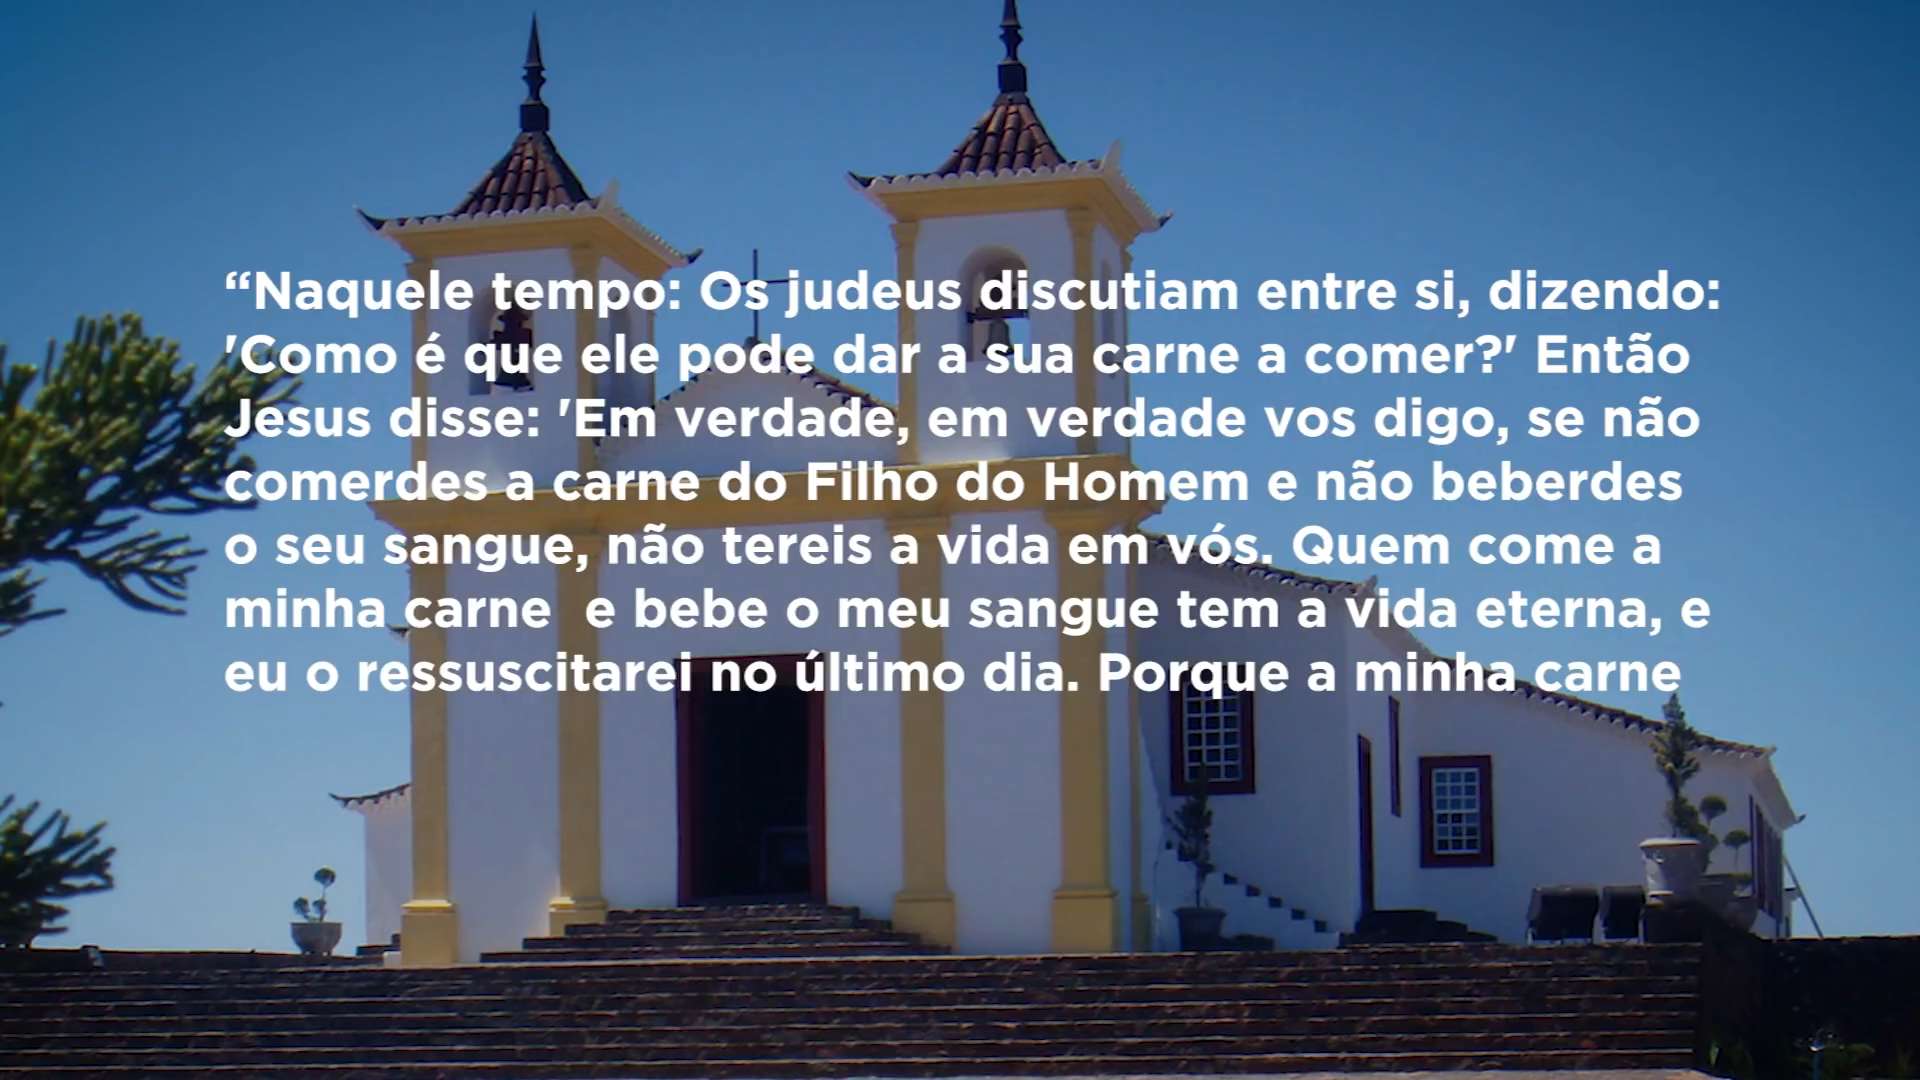 “Naquele tempo: Os judeus discutiam entre si, dizendo:
'Como é que ele pode dar a sua carne a comer?' Então
Jesus disse: 'Em verdade, em verdade vos digo, se não
comerdes a carne do Filho do Homem e não beberdes
o seu sangue, não tereis a vida em vós. Quem come a
minha carne  e bebe o meu sangue tem a vida eterna, e
eu o ressuscitarei no último dia. Porque a minha carne